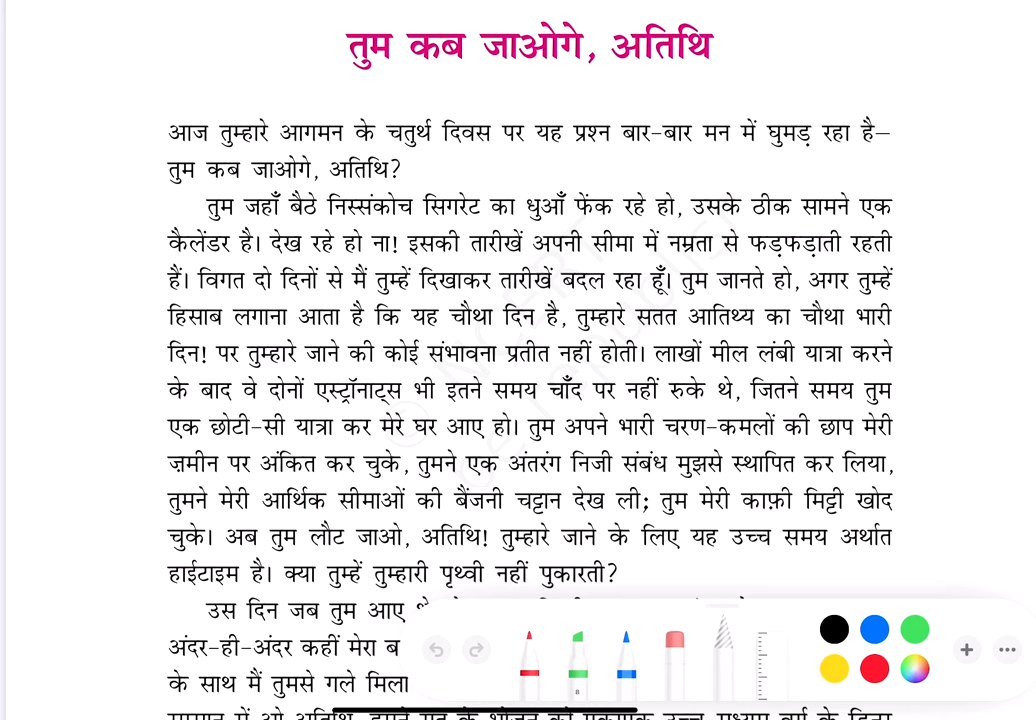 तुम कब जाओगे, अतिथि
आज तुम्हारे आगमन के चतुर्थ दिवस पर यह प्रश्न बार-बार मन में घुमड़ रहा है—
तुम कब जाओगे, अतिथि?
तुम जहाँ बैठे निस्संकोच सिगरेट का धुआँ फेंक रहे हो, उसके ठीक सामने एक
कैलेंडर है। देख रहे हो ना! इसकी तारीखें अपनी सीमा में नम्रता से फड़फड़ाती रहती
हैं। विगत दो दिनों से मैं तुम्हें दिखाकर तारीखें बदल रहा हूँ। तुम जानते हो, अगर तुम्हें
हिसाब लगाना आता है कि यह चौथा दिन है, तुम्हारे सतत आतिथ्य का चौथा भारी
दिन! पर तुम्हारे जाने की कोई संभावना प्रतीत नहीं होती। लाखों मील लंबी यात्रा करने
के बाद वे दोनों एस्ट्रॉनाट्स भी इतने समय चाँद पर नहीं रुके थे, जितने समय तुम
एक छोटी-सी यात्रा कर मेरे घर आए हो। तुम अपने भारी चरण-कमलों की छाप मेरी
ज़मीन पर अंकित कर चुके, तुमने एक अंतरंग निजी संबंध मुझसे स्थापित कर लिया,
तुमने मेरी आर्थिक सीमाओं की बैंजनी चट्टान देख ली; तुम मेरी काफ़ी मिट्टी खोद
चुके। अब तुम लौट जाओ, अतिथि! तुम्हारे जाने के लिए यह उच्च समय अर्थात
हाईटाइम है। क्या तुम्हें तुम्हारी पृथ्वी नहीं पुकारती?
उस दिन जब तुम आए
अंदर-ही-अंदर कहीं मेरा ब
के साथ मैं तुमसे गले मिला
8